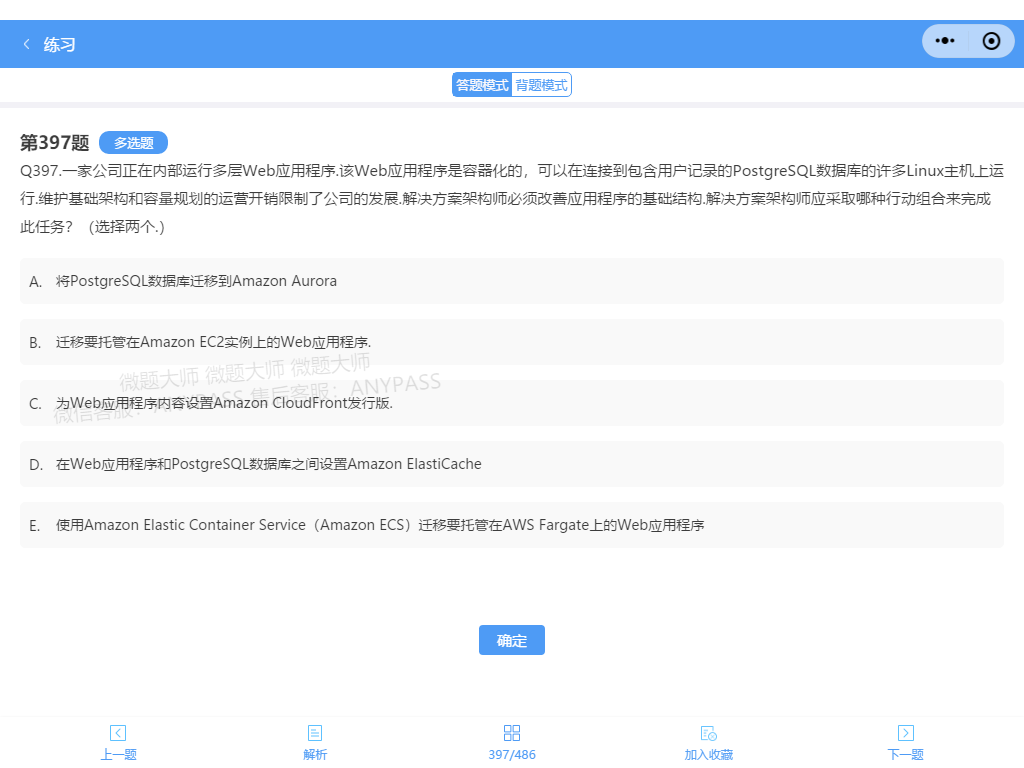 练习
答题模式 背题模式
第397题 多选题
Q397.一家公司正在内部运行多层Web应用程序.该Web应用程序是容器化的，可以在连接到包含用户记录的PostgreSQL数据库的许多Linux主机上运
行.维护基础架构和容量规划的运营开销限制了公司的发展.解决方案架构师必须改善应用程序的基础结构.解决方案架构师应采取哪种行动组合来完成
此任务？（选择两个.）
A. 将PostgreSQL数据库迁移到Amazon Aurora
B. 迁移要托管在Amazon EC2实例上的Web应用程序.
微题大师 微题大师 微题大师
微信客服：ANYPASS 售后客服：ANYPASS
C. 为Web应用程序内容设置Amazon CloudFront发行版.
D. 在Web应用程序和PostgreSQL数据库之间设置Amazon ElastiCache
E. 使用Amazon Elastic Container Service（Amazon ECS）迁移要托管在AWS Fargate上的Web应用程序
确定
上一题 解析 397/486 加入收藏 下一题